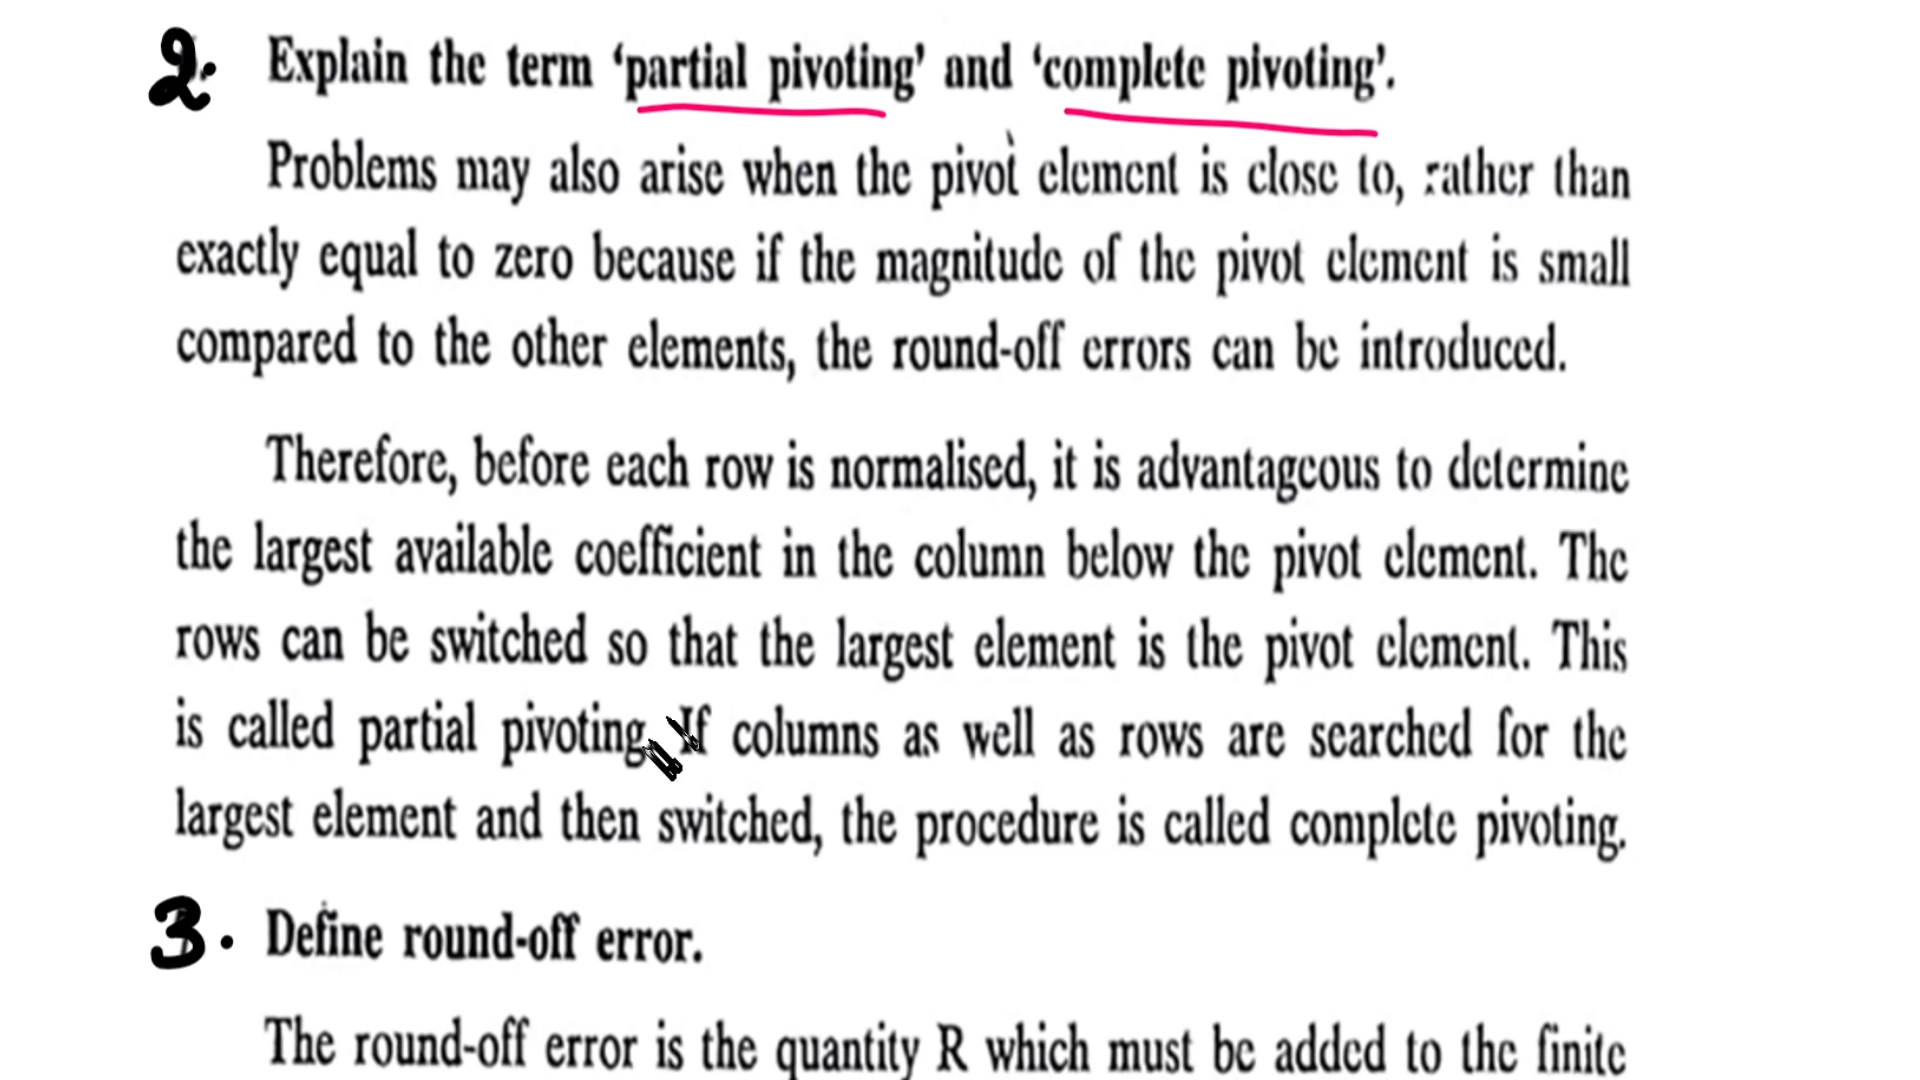 2. Explain the term ‘partial pivoting’ and ‘complete pivoting’.
Problems may also arise when the pivot element is close to, rather than
exactly equal to zero because if the magnitude of the pivot element is small
compared to the other elements, the round-off errors can be introduced.
Therefore, before each row is normalised, it is advantageous to determine
the largest available coefficient in the column below the pivot element. The
rows can be switched so that the largest element is the pivot element. This
is called partial pivoting. If columns as well as rows are searched for the
largest element and then switched, the procedure is called complete pivoting.
3. Define round-off error.
The round-off error is the quantity R which must be added to the finite